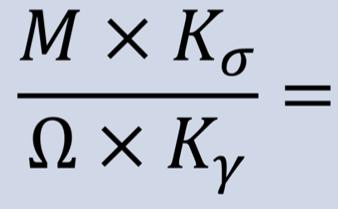 M × K_σ
Ω × K_γ =